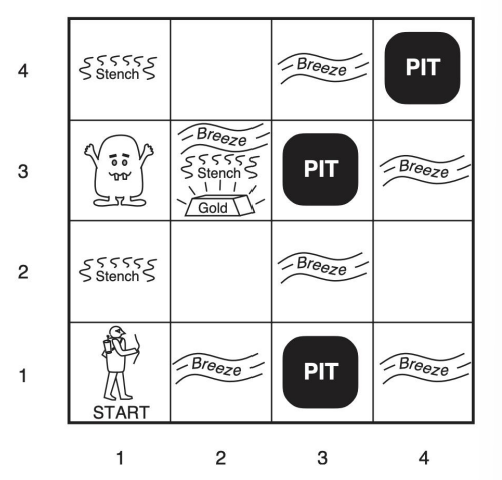 4
Stench
Breeze
PIT
3
Breeze
Stench
Gold
PIT
Breeze
2
Stench
Breeze
1
START
Breeze
PIT
Breeze
1 2 3 4